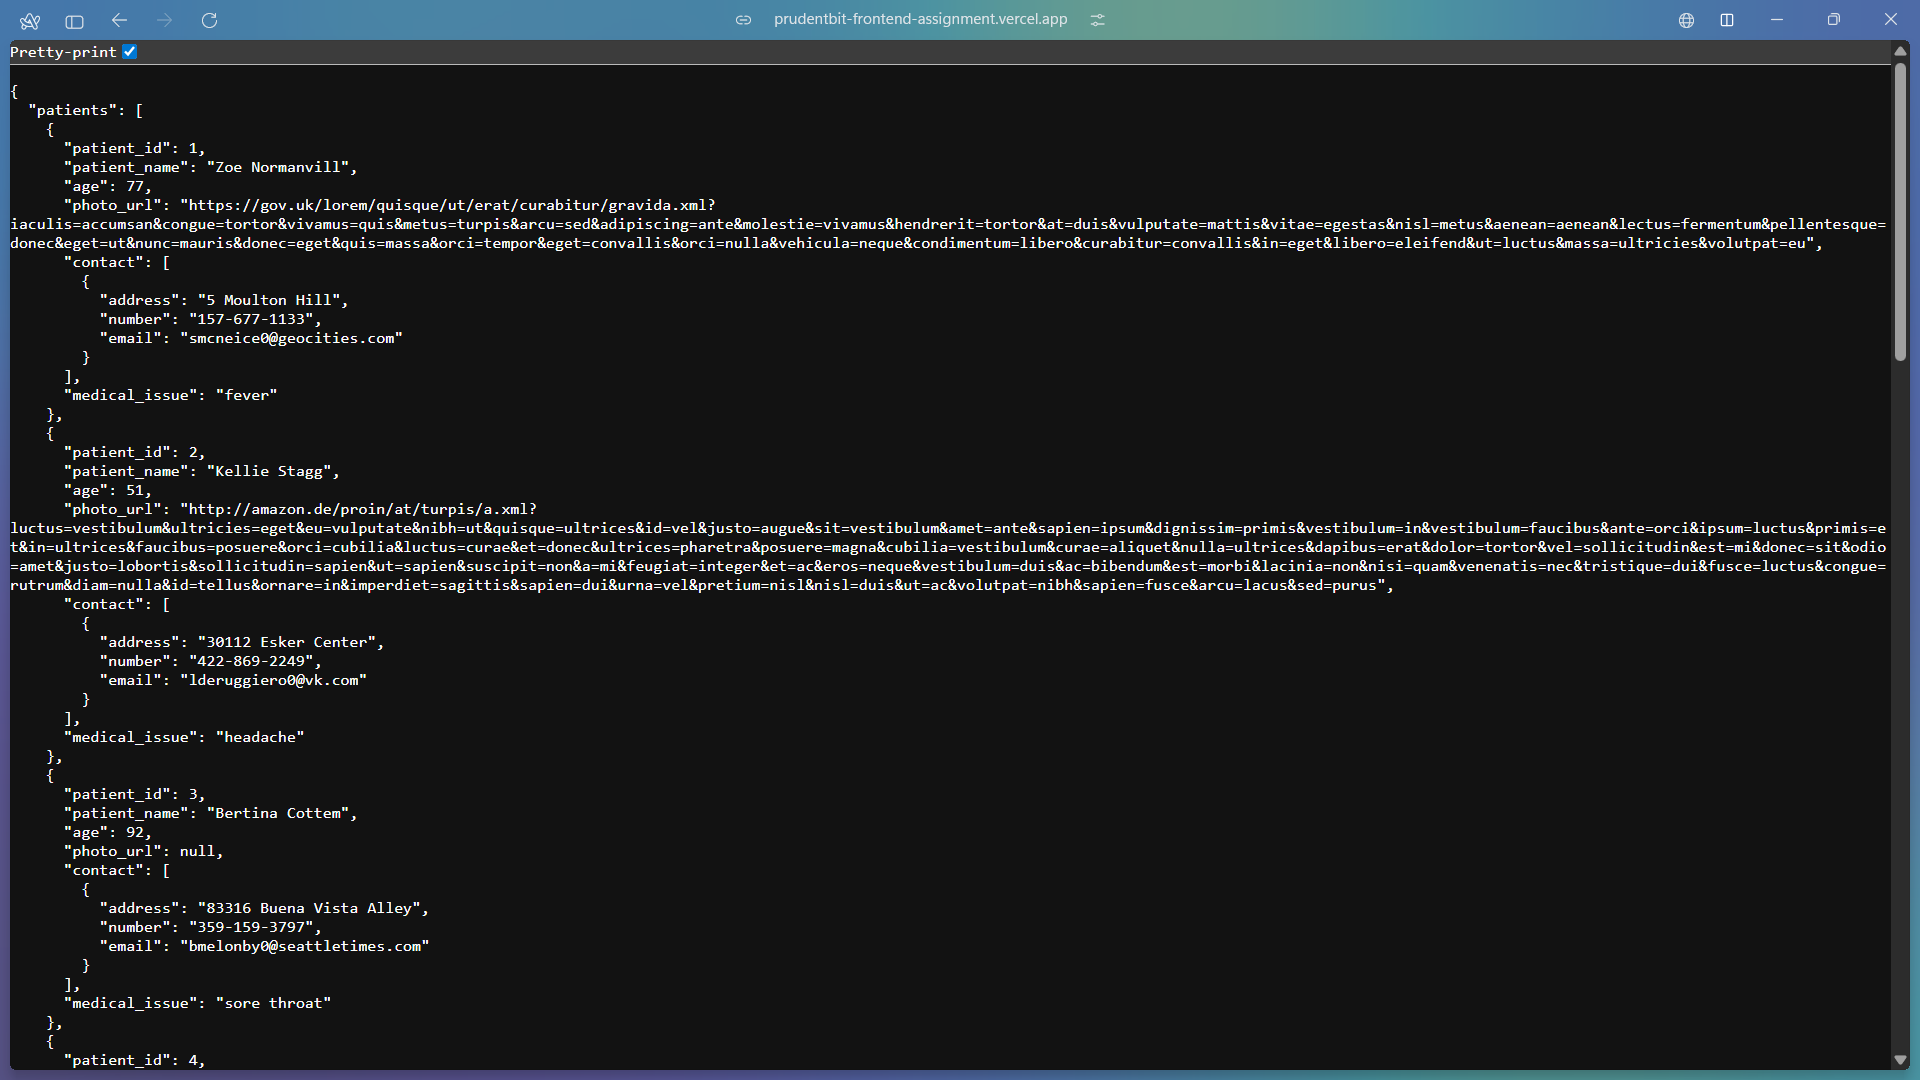 prudentbit-frontend-assignment.vercel.app
Pretty-print
{
  "patients": [
    {
      "patient_id": 1,
      "patient_name": "Zoe Normanvill",
      "age": 77,
      "photo_url": "https://gov.uk/lorem/quisque/ut/erat/curabitur/gravida.xml?
iaculis=accumsan&congue=tortor&vivamus=quis&metus=turpis&arcu=sed&adipiscing=ante&molestie=vivamus&hendrerit=tortor&at=duis&vulputate=mattis&vitae=egestas&nisl=metus&aenean=aenean&lectus=fermentum&pellentesque=
donec&eget=ut&nunc=mauris&donec=eget&quis=massa&orci=tempor&eget=convallis&orci=nulla&vehicula=neque&condimentum=libero&curabitur=convallis&in=eget&libero=eleifend&ut=luctus&massa=ultricies&volutpat=eu",
      "contact": [
        {
          "address": "5 Moulton Hill",
          "number": "157-677-1133",
          "email": "smcneice0@geocities.com"
        }
      ],
      "medical_issue": "fever"
    },
    {
      "patient_id": 2,
      "patient_name": "Kellie Stagg",
      "age": 51,
      "photo_url": "http://amazon.de/proin/at/turpis/a.xml?
luctus=vestibulum&ultricies=eget&eu=vulputate&nibh=ut&quisque=ultrices&id=vel&justo=augue&sit=vestibulum&amet=ante&sapien=ipsum&dignissim=primis&vestibulum=in&vestibulum=faucibus&ante=orci&ipsum=luctus&primis=e
t&in=ultrices&faucibus=posuere&orci=cubilia&luctus=curae&et=donec&ultrices=pharetra&posuere=magna&cubilia=vestibulum&curae=aliquet&nulla=ultrices&dapibus=erat&dolor=tortor&vel=sollicitudin&est=mi&donec=sit&odio
=amet&justo=lobortis&sollicitudin=sapien&ut=sapien&suscipit=non&a=mi&feugiat=integer&et=ac&eros=neque&vestibulum=duis&ac=bibendum&est=morbi&lacinia=non&nisi=quam&venenatis=nec&tristique=dui&fusce=luctus&congue=
rutrum&diam=nulla&id=tellus&ornare=in&imperdiet=sagittis&sapien=dui&urna=vel&pretium=nisl&nisl=duis&ut=ac&volutpat=nibh&sapien=fusce&arcu=lacus&sed=purus",
      "contact": [
        {
          "address": "30112 Esker Center",
          "number": "422-869-2249",
          "email": "lderuggiero0@vk.com"
        }
      ],
      "medical_issue": "headache"
    },
    {
      "patient_id": 3,
      "patient_name": "Bertina Cottem",
      "age": 92,
      "photo_url": null,
      "contact": [
        {
          "address": "83316 Buena Vista Alley",
          "number": "359-159-3797",
          "email": "bmelonby0@seattletimes.com"
        }
      ],
      "medical_issue": "sore throat"
    },
    {
      "patient_id": 4,